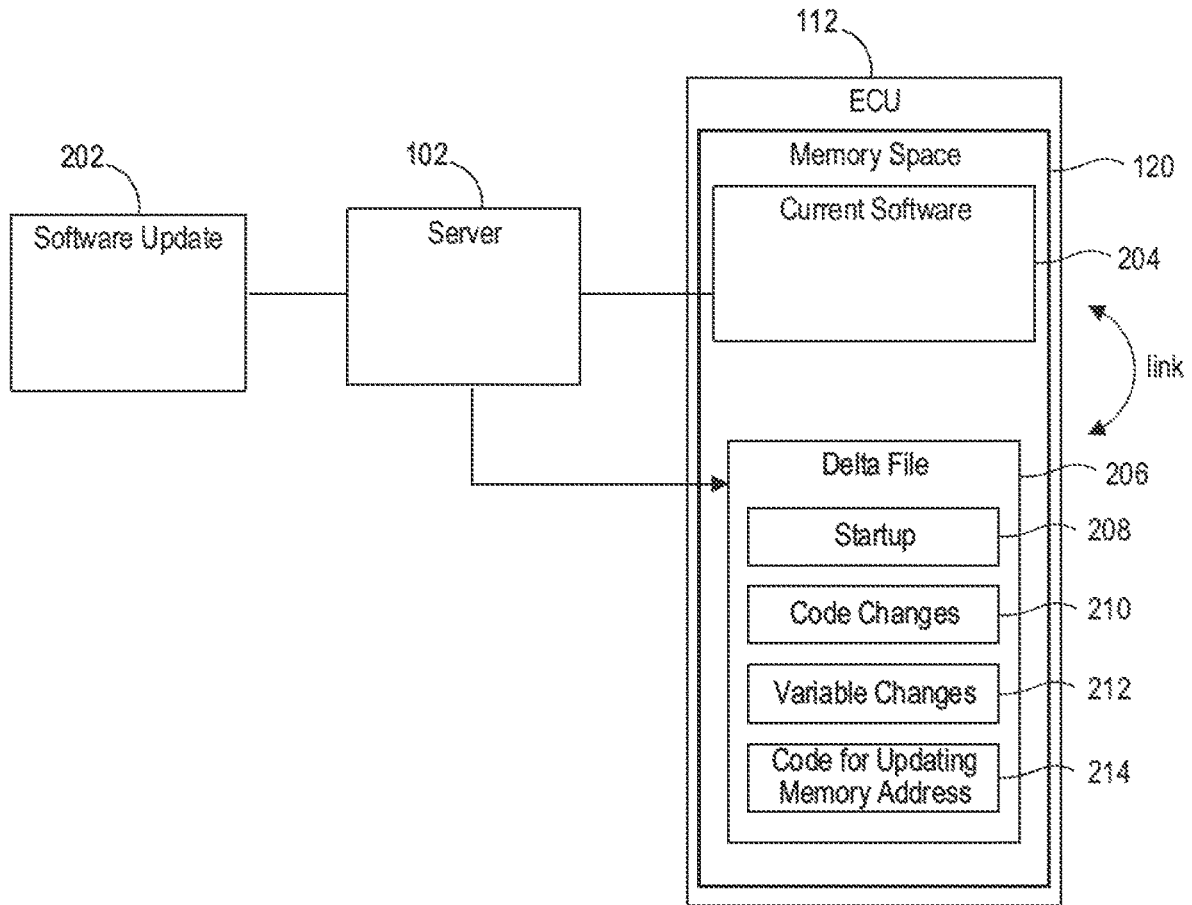 112
ECU
202
102
Memory Space
120
Software Update
Server
Current Software
204
link
Delta File
206
Startup
208
Code Changes
210
Variable Changes
212
Code for Updating
Memory Address
214